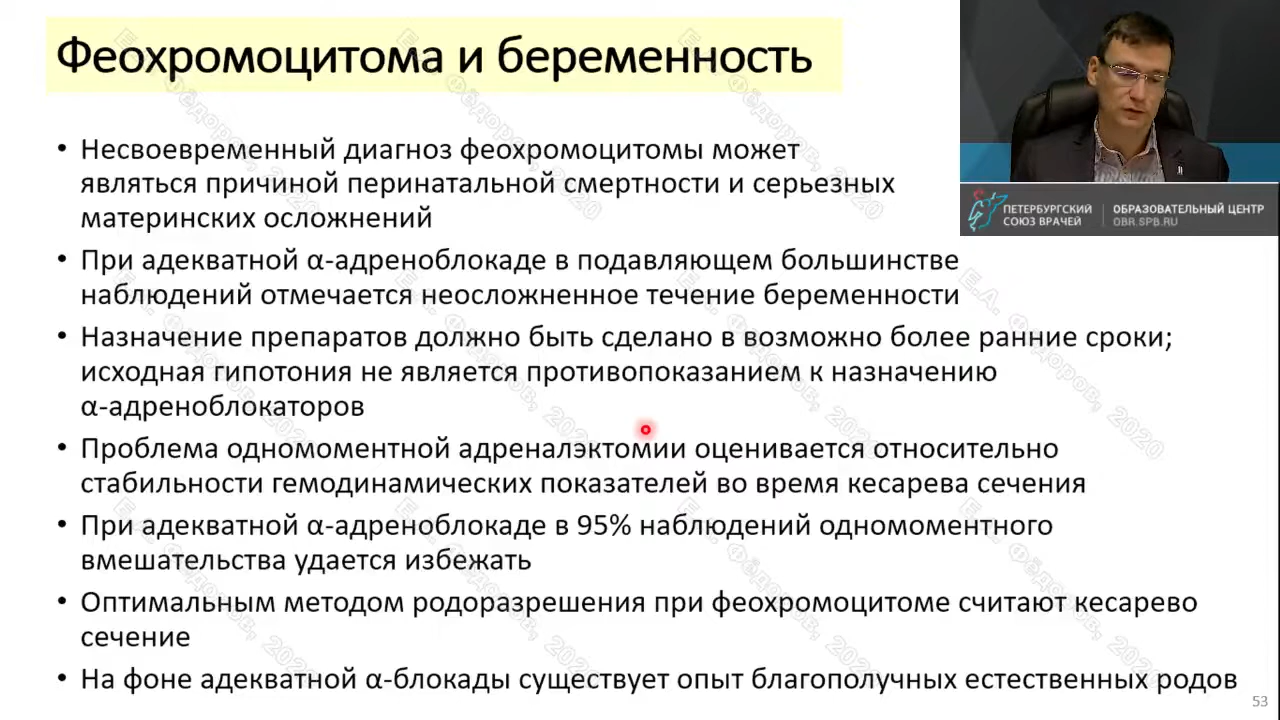 Феохромоцитома и беременность
• Несвоевременный диагноз феохромоцитомы может
являться причиной перинатальной смертности и серьезных
материнских осложнений
• При адекватной α-адреноблокаде в подавляющем большинстве
наблюдений отмечается неосложненное течение беременности
• Назначение препаратов должно быть сделано в возможно более ранние сроки;
исходная гипотония не является противопоказанием к назначению
α-адреноблокаторов
• Проблема одномоментной адреналэктомии оценивается относительно
стабильности гемодинамических показателей во время кесарева сечения
• При адекватной α-адреноблокаде в 95% наблюдений одномоментного
вмешательства удается избежать
• Оптимальным методом родоразрешения при феохромоцитоме считают кесарево
сечение
• На фоне адекватной α-блокады существует опыт благополучных естественных родов
53
ПЕТЕРБУРГСКИЙ
СОЮЗ ВРАЧЕЙ
ОБРАЗОВАТЕЛЬНЫЙ ЦЕНТР
OBR.SPB.RU
Е.А. Фёдоров, 2020